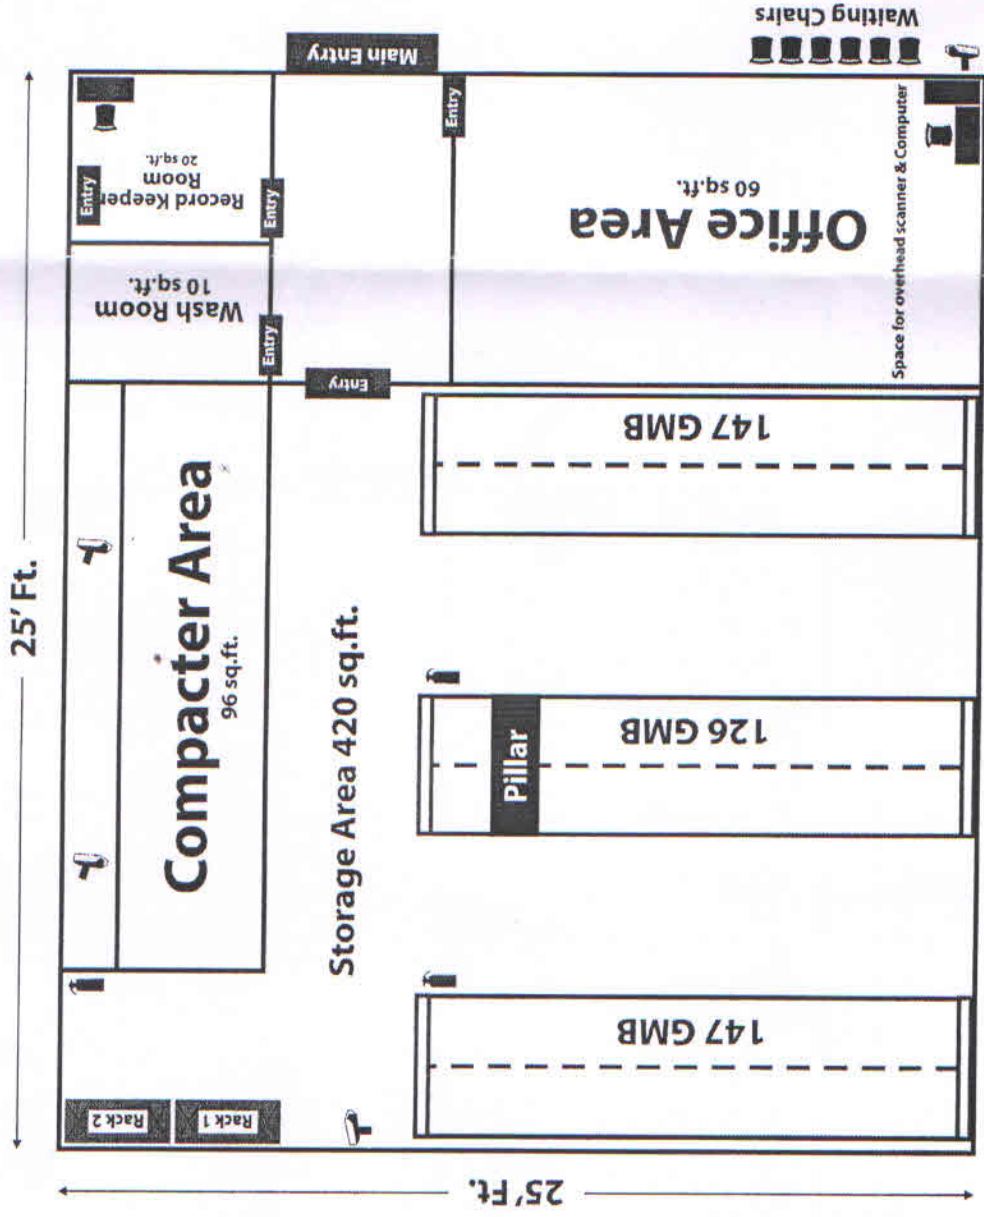 25' Ft.
Waiting Chairs
Main Entry
Entry
Record Keeper
Room
20 sq.ft.
Entry
Entry
Wash Room
10 sq.ft.
Entry
Entry
Office Area
60 sq.ft.
Space for overhead scanner & Computer
Compacter Area
96 sq.ft.
Storage Area 420 sq.ft.
147 GMB
126 GMB
Pillar
147 GMB
Rack 2
Rack 1
25' Ft.